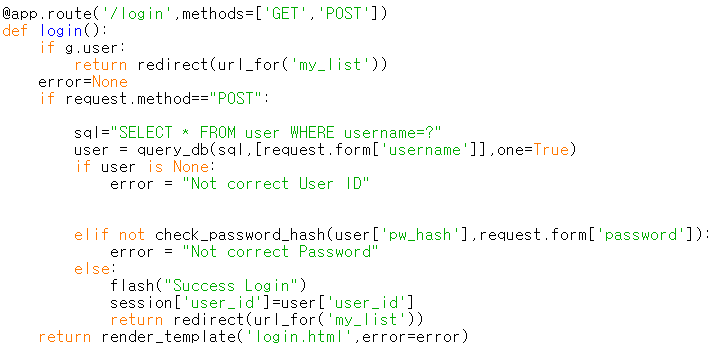 @app.route('/login',methods=['GET','POST'])
def login():
    if g.user:
        return redirect(url_for('my_list'))
    error=None
    if request.method=="POST":
        sql="SELECT * FROM user WHERE username=?"
        user = query_db(sql,[request.form['username']],one=True)
        if user is None:
            error = "Not correct User ID"
        elif not check_password_hash(user['pw_hash'],request.form['password']):
            error = "Not correct Password"
        else:
            flash("Success Login")
            session['user_id']=user['user_id']
            return redirect(url_for('my_list'))
    return render_template('login.html',error=error)